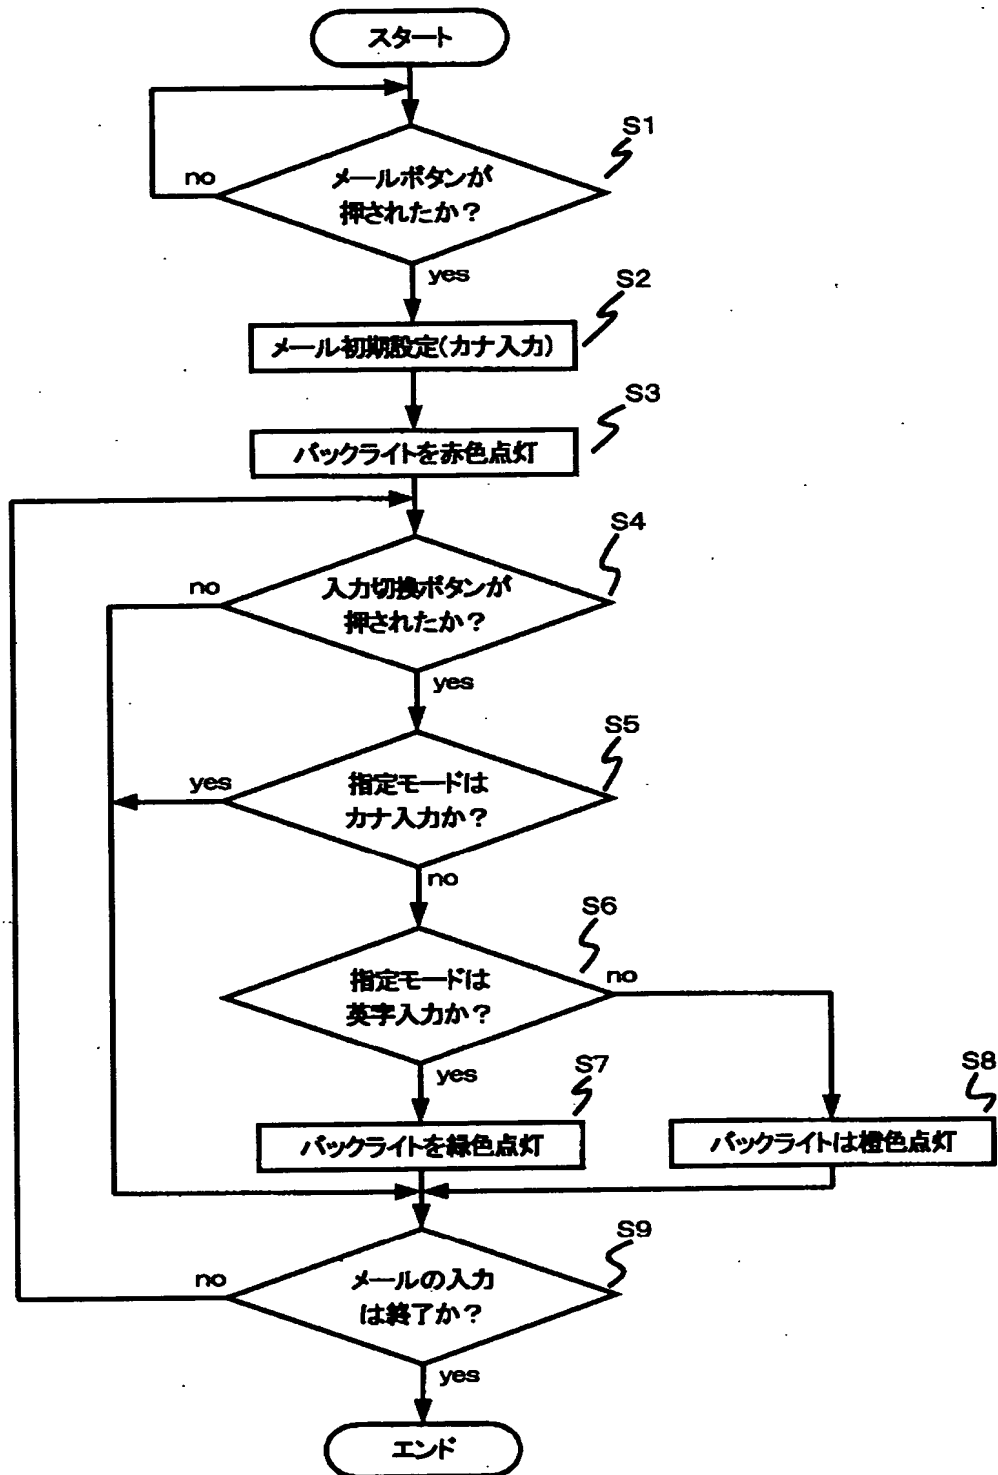 スタート
S1
メールボタンが
押されたか？
no
yes
S2
メール初期設定(カナ入力)
S3
バックライトを赤色点灯
S4
入力切換ボタンが
押されたか？
no
yes
S5
指定モードは
カナ入力か？
yes
no
S6
指定モードは
英字入力か？
no
yes
S7
バックライトを緑色点灯
S8
バックライトは橙色点灯
S9
メールの入力
は終了か？
no
yes
エンド